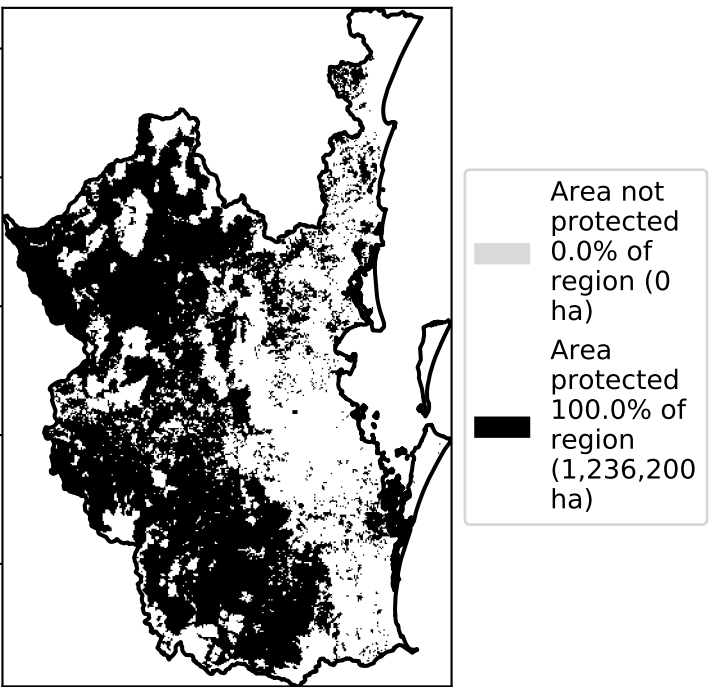 Area not
protected
0.0% of
region (0
ha)
Area
protected
100.0% of
region
(1,236,200
ha)